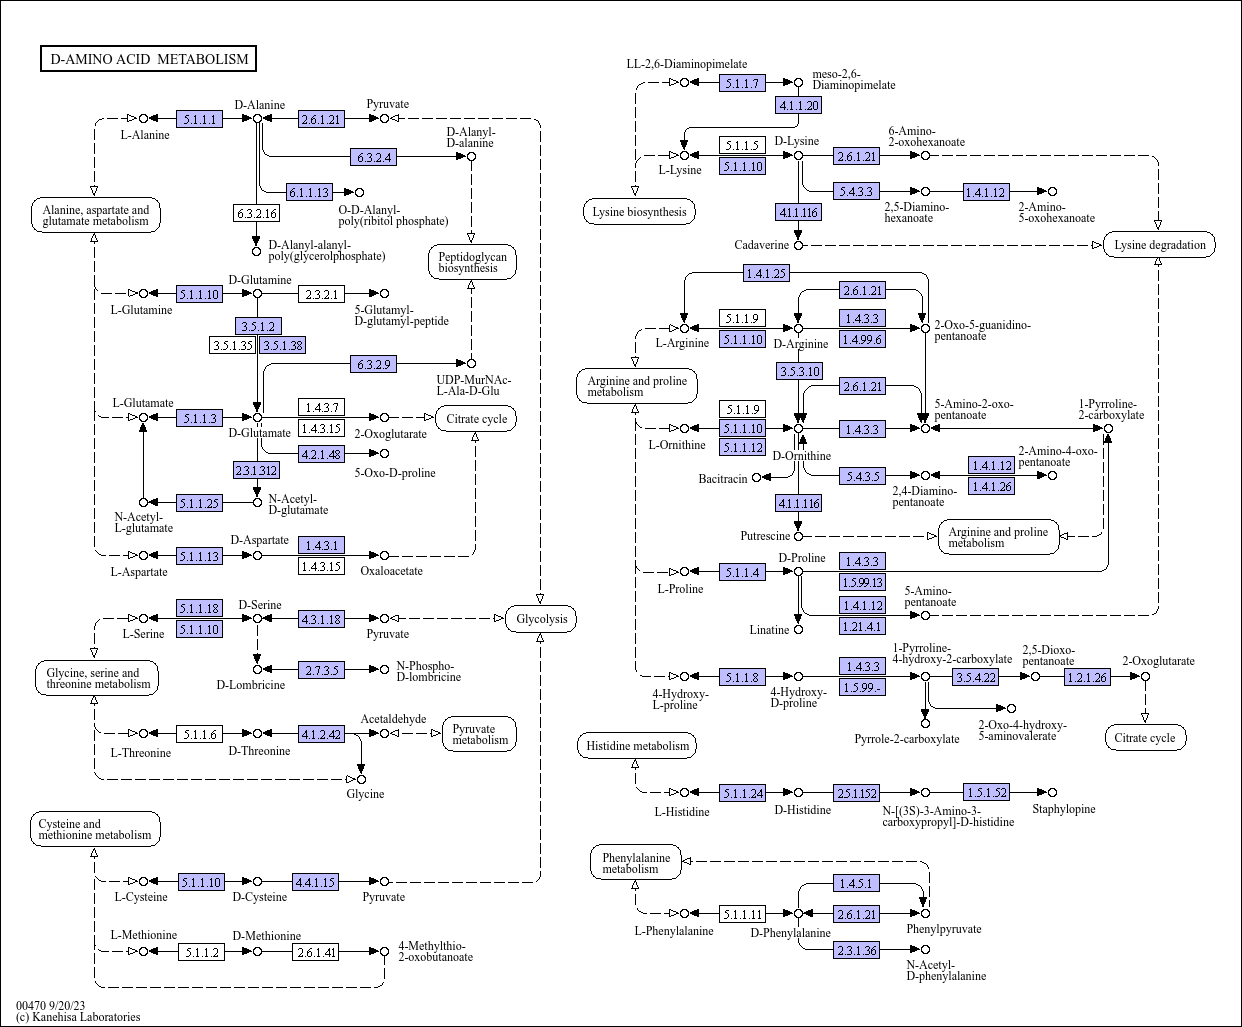 D-AMINO ACID METABOLISM
D-Alanine
Pyruvate
5.1.1.1
2.6.1.21
L-Alanine
D-Alanyl-
D-alanine
6.3.2.4
6.1.1.13
Alanine, aspartate and
glutamate metabolism
6.3.2.16
O-D-Alanyl-
poly(ribitol phosphate)
D-Alanyl-alanyl-
poly(glycerolphosphate)
Peptidoglycan
biosynthesis
D-Glutamine
5.1.1.10
2.3.2.1
L-Glutamine
5-Glutamyl-
D-glutamyl-peptide
3.5.1.2
3.5.1.35
3.5.1.38
6.3.2.9
UDP-MurNAc-
L-Ala-D-Glu
L-Glutamate
1.4.3.7
5.1.1.3
Citrate cycle
1.4.3.15
D-Glutamate
2-Oxoglutarate
4.2.1.48
2.3.1.312
5-Oxo-D-proline
5.1.1.25
N-Acetyl-
D-glutamate
N-Acetyl-
L-glutamate
D-Aspartate
1.4.3.1
5.1.1.13
1.4.3.15
L-Aspartate
Oxaloacetate
5.1.1.18
D-Serine
4.3.1.18
Glycolysis
5.1.1.10
L-Serine
Pyruvate
Glycine, serine and
threonine metabolism
2.7.3.5
N-Phospho-
D-lombricine
D-Lombricine
Acetaldehyde
5.1.1.6
4.1.2.42
Pyruvate
metabolism
L-Threonine
D-Threonine
Glycine
Cysteine and
methionine metabolism
5.1.1.10
4.4.1.15
L-Cysteine
D-Cysteine
Pyruvate
L-Methionine
D-Methionine
5.1.1.2
2.6.1.41
4-Methylthio-
2-oxobutanoate
00470 9/20/23
(c) Kanehisa Laboratories
LL-2,6-Diaminopimelate
meso-2,6-
Diaminopimelate
5.1.1.7
4.1.1.20
5.1.1.5
D-Lysine
6-Amino-
2-oxohexanoate
5.1.1.10
2.6.1.21
L-Lysine
5.4.3.3
1.4.1.12
Lysine biosynthesis
4.1.1.116
2,5-Diamino-
hexanoate
2-Amino-
5-oxohexanoate
Cadaverine
Lysine degradation
1.4.1.25
2.6.1.21
5.1.1.9
1.4.3.3
2-Oxo-5-guanidino-
pentanoate
5.1.1.10
1.4.99.6
L-Arginine
D-Arginine
3.5.3.10
Arginine and proline
metabolism
2.6.1.21
5.1.1.9
5-Amino-2-oxo-
pentanoate
1-Pyrroline-
2-carboxylate
5.1.1.10
1.4.3.3
L-Ornithine
5.1.1.12
D-Ornithine
2-Amino-4-oxo-
pentanoate
Bacitracin
5.4.3.5
1.4.1.12
1.4.1.26
2,4-Diamino-
pentanoate
4.1.1.116
Putrescine
Arginine and proline
metabolism
D-Proline
1.4.3.3
5.1.1.4
1.5.99.13
L-Proline
5-Amino-
pentanoate
1.4.1.12
Linatine
1.21.4.1
1-Pyrroline-
4-hydroxy-2-carboxylate
2,5-Dioxo-
pentanoate
2-Oxoglutarate
1.4.3.3
5.1.1.8
3.5.4.22
1.2.1.26
1.5.99.-
4-Hydroxy-
L-proline
4-Hydroxy-
D-proline
Pyrrole-2-carboxylate
2-Oxo-4-hydroxy-
5-aminovalerate
Citrate cycle
Histidine metabolism
5.1.1.24
2.5.1.152
1.5.1.52
L-Histidine
D-Histidine
N-[(3S)-3-Amino-3-
carboxypropyl]-D-histidine
Staphylopine
Phenylalanine
metabolism
1.4.5.1
5.1.1.11
2.6.1.21
L-Phenylalanine
D-Phenylalanine
Phenylpyruvate
2.3.1.36
N-Acetyl-
D-phenylalanine